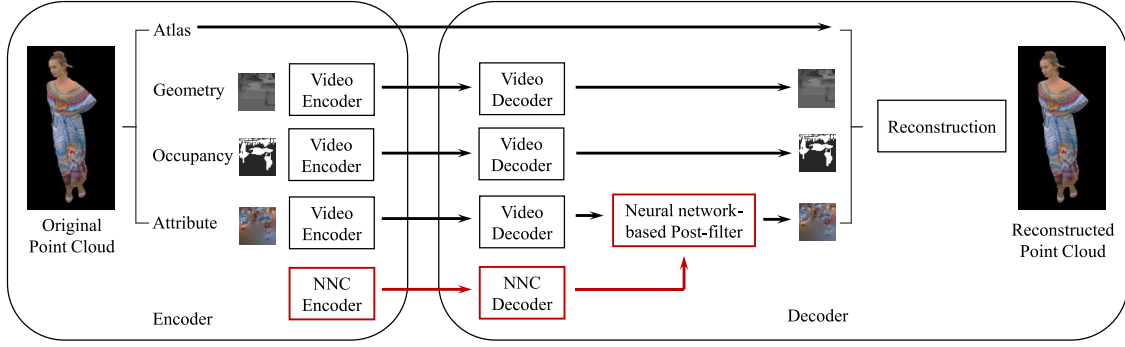 Atlas
Geometry
Video
Encoder
Video
Decoder
Occupancy
Video
Encoder
Video
Decoder
Reconstruction
Attribute
Video
Encoder
Video
Decoder
Neural network-
based Post-filter
Original
Point Cloud
Reconstructed
Point Cloud
NNC
Encoder
NNC
Decoder
Encoder
Decoder